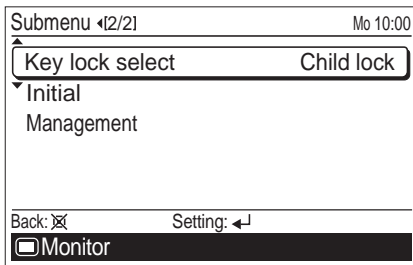 Submenu [2/2] Mo 10:00
Key lock select Child lock
Initial
Management
Back: Setting:
Monitor